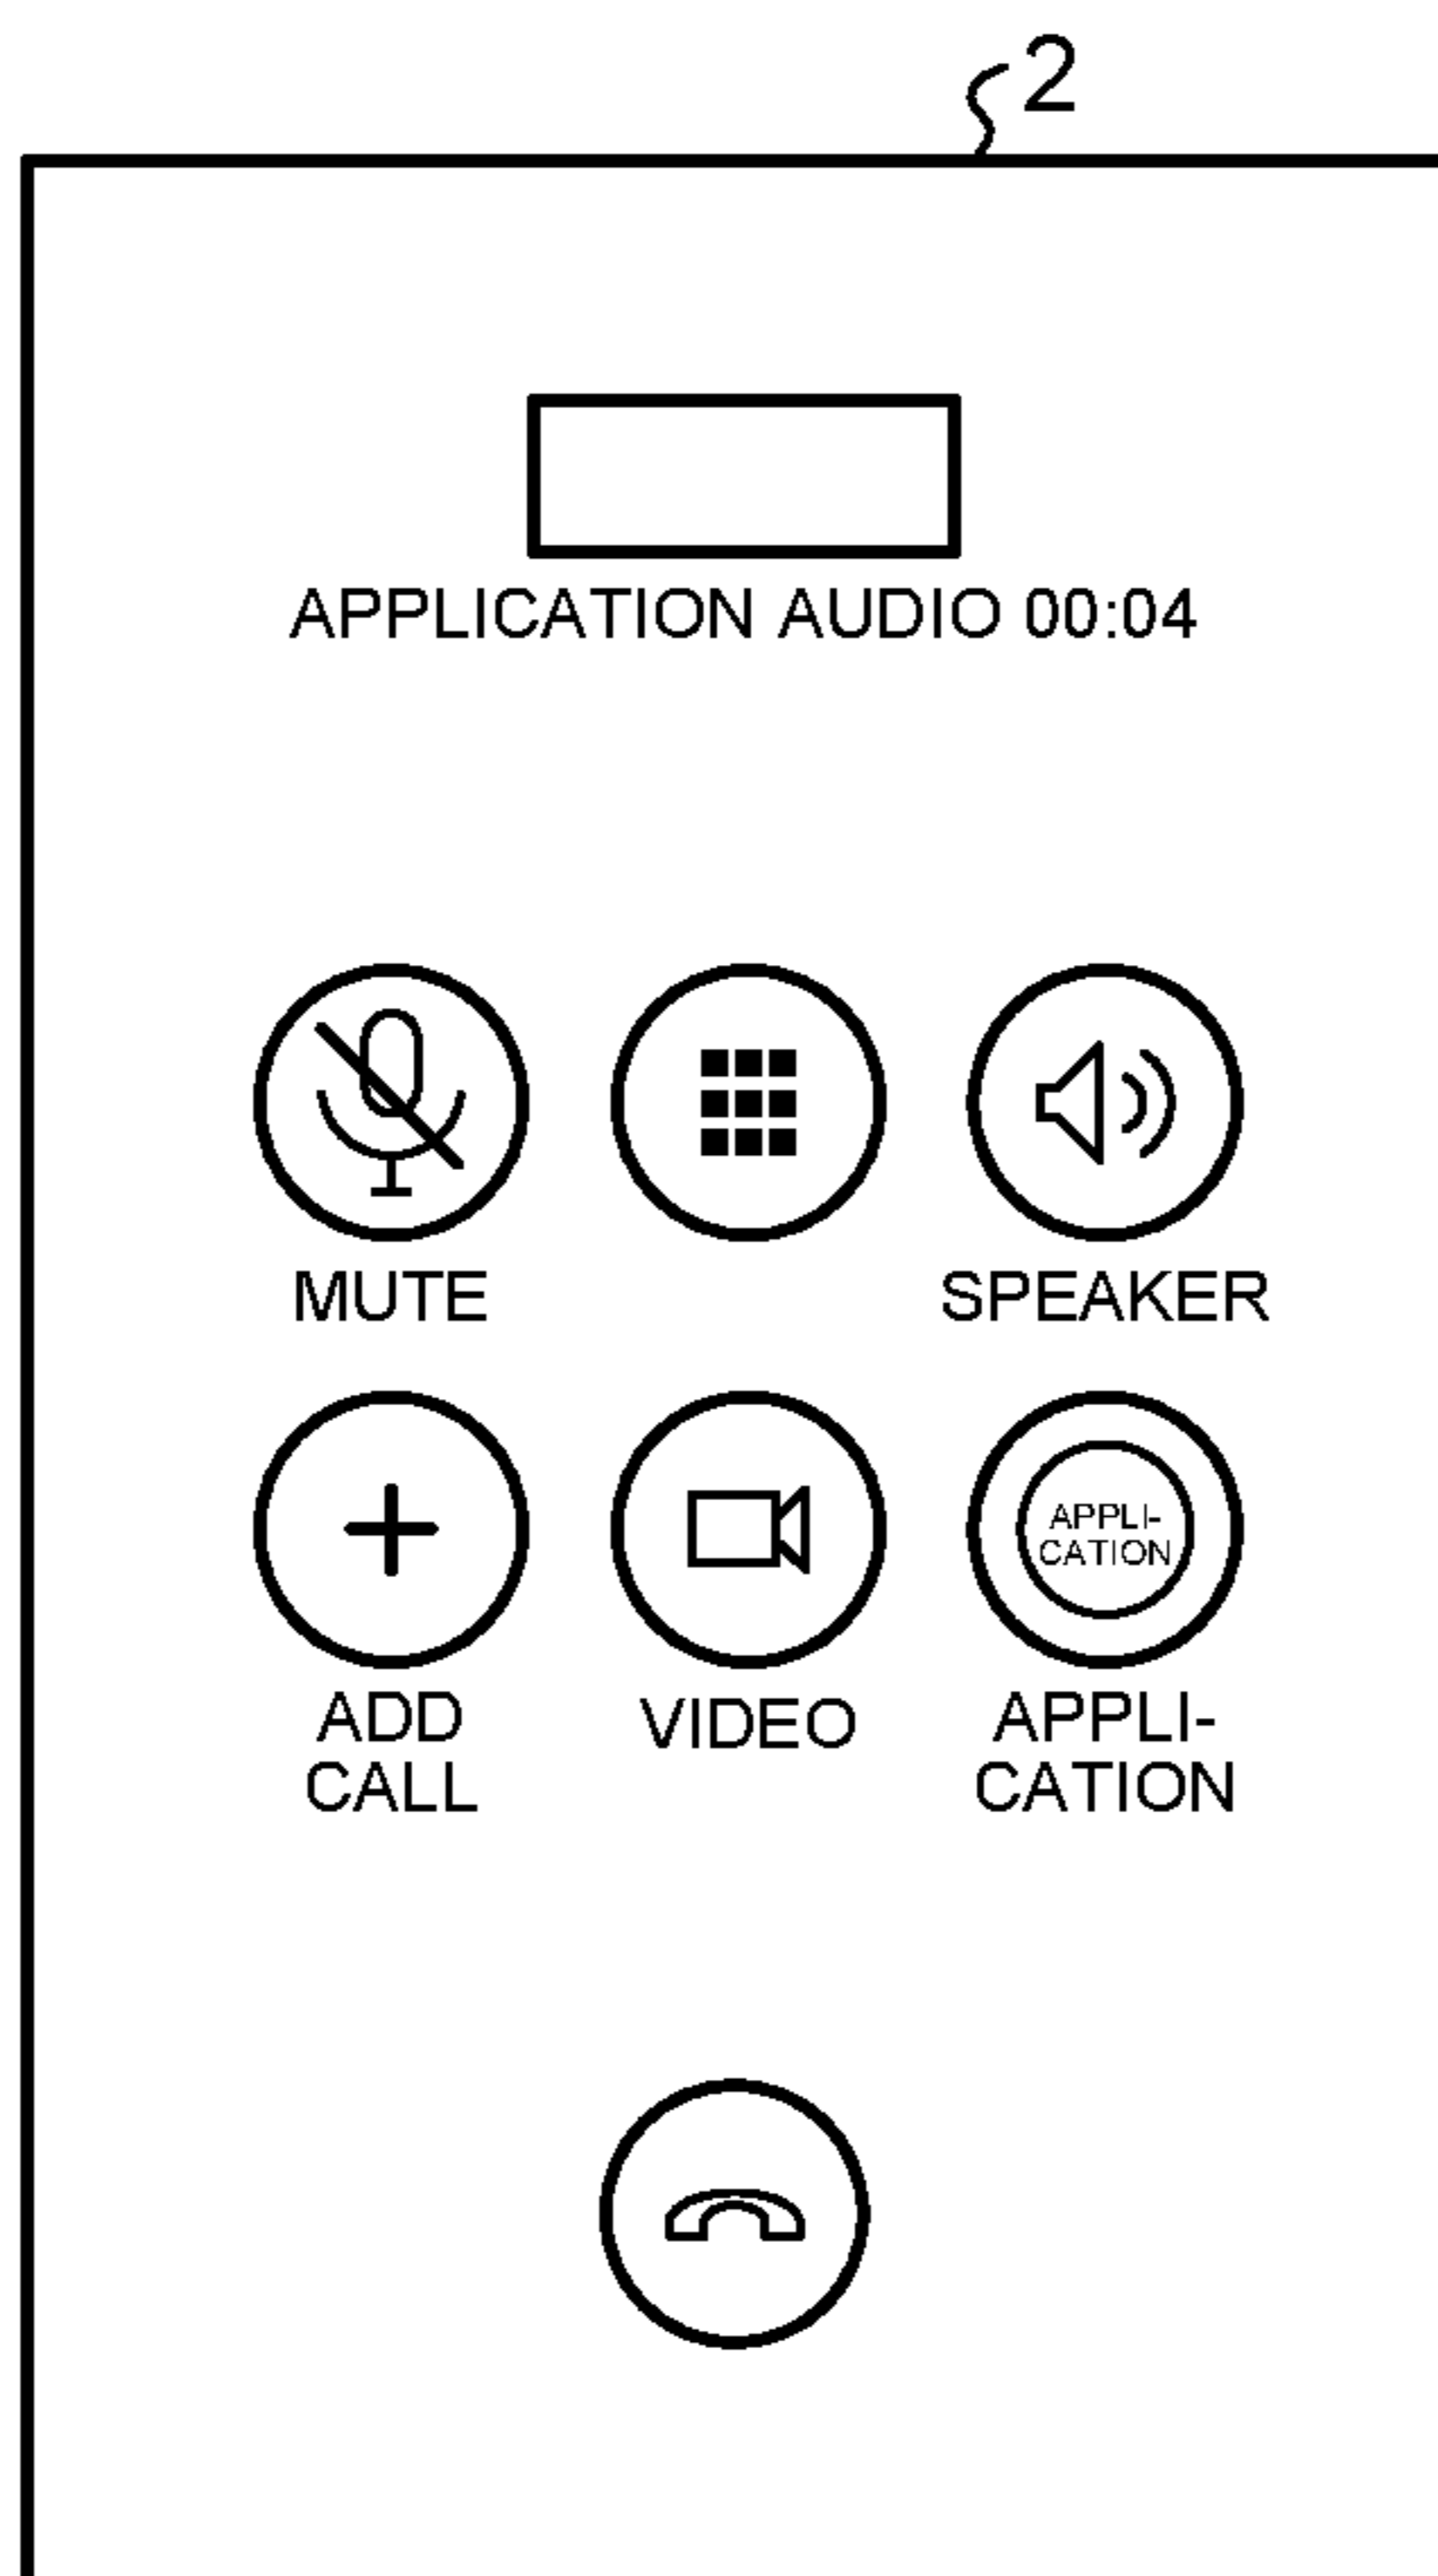 2
APPLICATION AUDIO 00:04
MUTE
SPEAKER
APPLI-
CATION
ADD
CALL
VIDEO
APPLI-
CATION